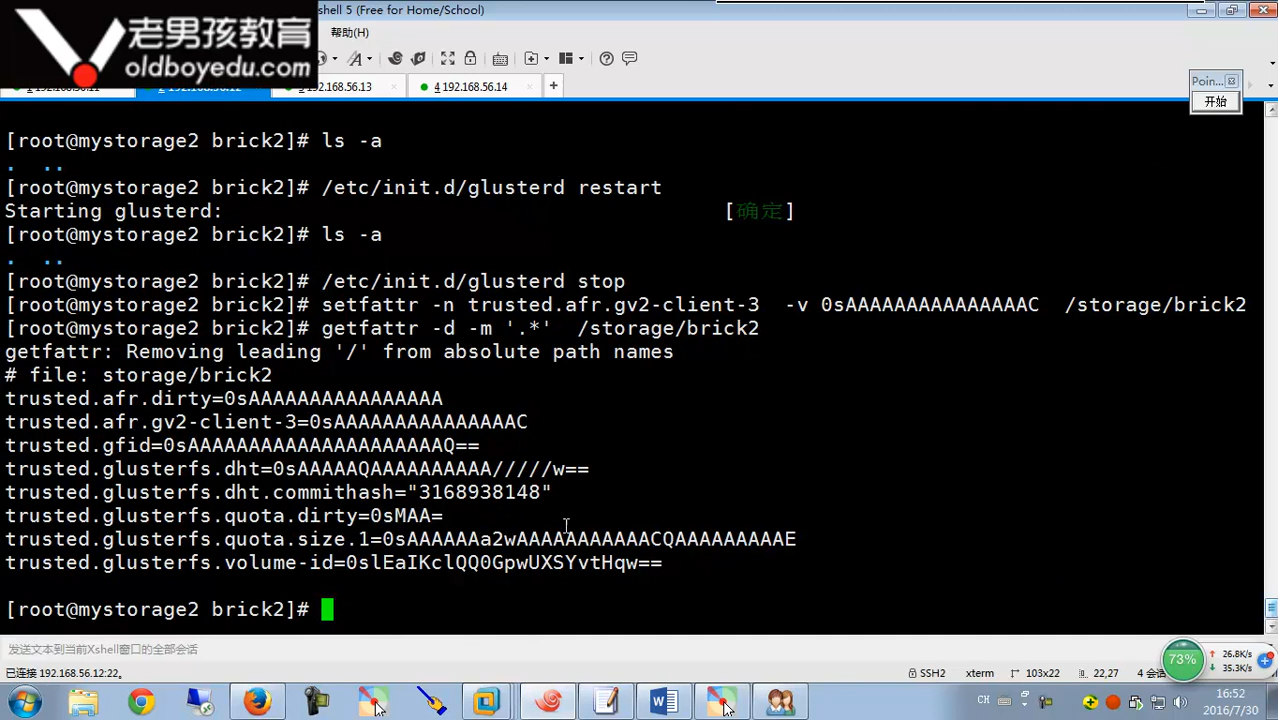 老男孩教育
oldboyedu.com
shell 5 (Free for Home/School)
帮助(H)
192.168.56.13
4 192.168.56.14
Poin...
开始
[root@mystorage2 brick2]# ls -a
. ..
[root@mystorage2 brick2]# /etc/init.d/glusterd restart
Starting glusterd: [确定]
[root@mystorage2 brick2]# ls -a
. ..
[root@mystorage2 brick2]# /etc/init.d/glusterd stop
[root@mystorage2 brick2]# setfattr -n trusted.afr.gv2-client-3 -v 0sAAAAAAAAAAAAAAAC /storage/brick2
[root@mystorage2 brick2]# getfattr -d -m '.*' /storage/brick2
getfattr: Removing leading '/' from absolute path names
# file: storage/brick2
trusted.afr.dirty=0sAAAAAAAAAAAAAAAA
trusted.afr.gv2-client-3=0sAAAAAAAAAAAAAAAC
trusted.gfid=0sAAAAAAAAAAAAAAAAAAAAAQ==
trusted.glusterfs.dht=0sAAAAAQAAAAAAAAAA/////w==
trusted.glusterfs.dht.commithash="3168938148"
trusted.glusterfs.quota.dirty=0sMAA=
trusted.glusterfs.quota.size.1=0sAAAAAAa2wAAAAAAAAAAACQAAAAAAAAAE
trusted.glusterfs.volume-id=0slEaIKclQQ0GpwUXSYvtHqw==
[root@mystorage2 brick2]#
发送文本到当前Xshell窗口的全部会话
已连接 192.168.56.12:22。
SSH2 xterm 103x22 22,27 4 会话
73%
26.8K/s
35.3K/s
CH
16:52
2016/7/30